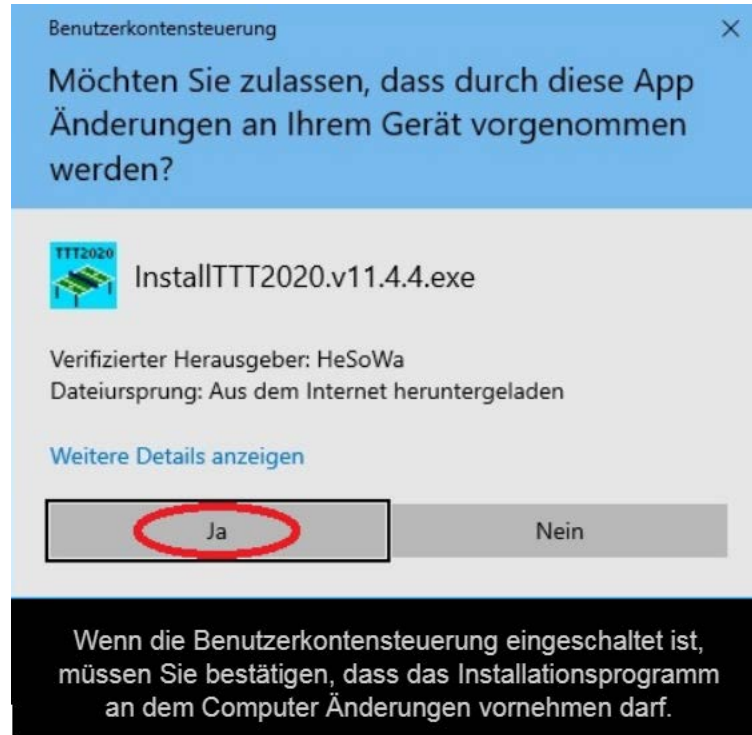 Benutzerkontensteuerung
Möchten Sie zulassen, dass durch diese App
Änderungen an Ihrem Gerät vorgenommen
werden?
TTT2020
InstallTTT2020.v11.4.4.exe
Verifizierter Herausgeber: HeSoWa
Dateiursprung: Aus dem Internet heruntergeladen
Weitere Details anzeigen
Ja
Nein
Wenn die Benutzerkontensteuerung eingeschaltet ist,
müssen Sie bestätigen, dass das Installationsprogramm
an dem Computer Änderungen vornehmen darf.